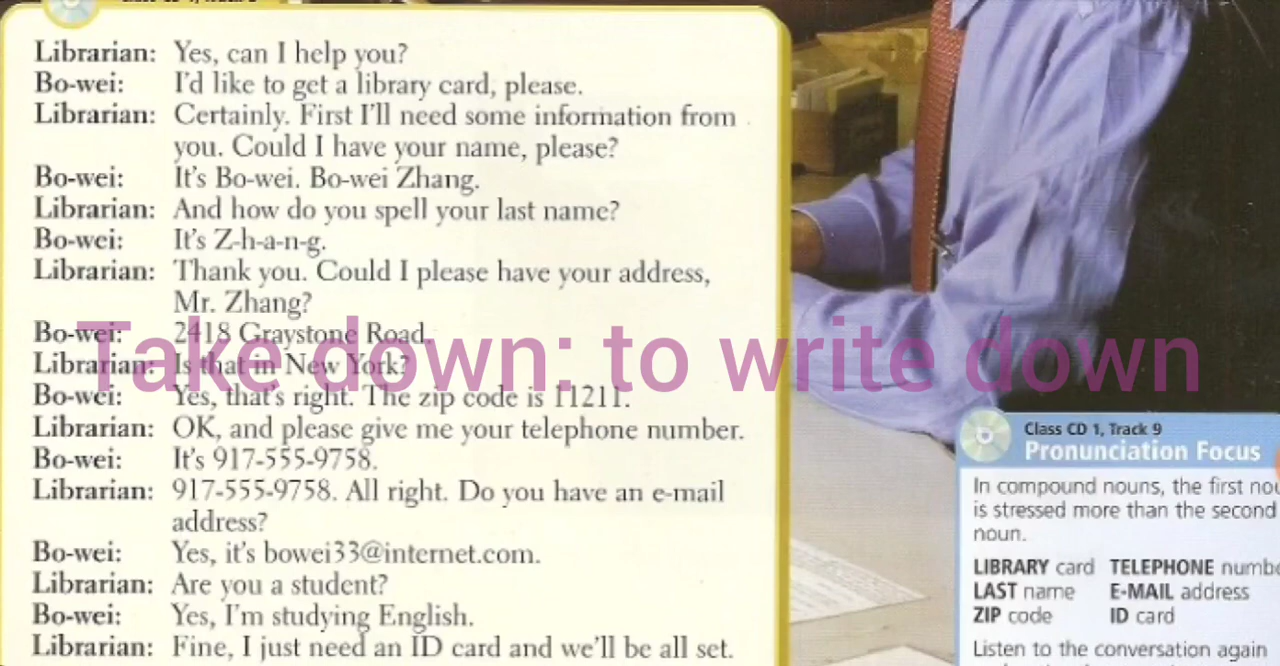 Librarian: Yes, can I help you?
Bo-wei: I'd like to get a library card, please.
Librarian: Certainly. First I'll need some information from
you. Could I have your name, please?
Bo-wei: It's Bo-wei. Bo-wei Zhang.
Librarian: And how do you spell your last name?
Bo-wei: It's Z-h-a-n-g.
Librarian: Thank you. Could I please have your address,
Mr. Zhang?
Bo-wei: 2418 Graystone Road.
Librarian: Is that in New York?
Take down: to write down
Bo-wei: Yes, that's right. The zip code is 11211.
Librarian: OK, and please give me your telephone number.
Bo-wei: It's 917-555-9758.
Librarian: 917-555-9758. All right. Do you have an e-mail
address?
Bo-wei: Yes, it's bowei33@internet.com.
Librarian: Are you a student?
Bo-wei: Yes, I'm studying English.
Librarian: Fine, I just need an ID card and we'll be all set.
Class CD 1, Track 9
Pronunciation Focus
In compound nouns, the first
is stressed more than the second
noun.
LIBRARY card TELEPHONE
LAST name E-MAIL address
ZIP code ID card
Listen to the conversation again